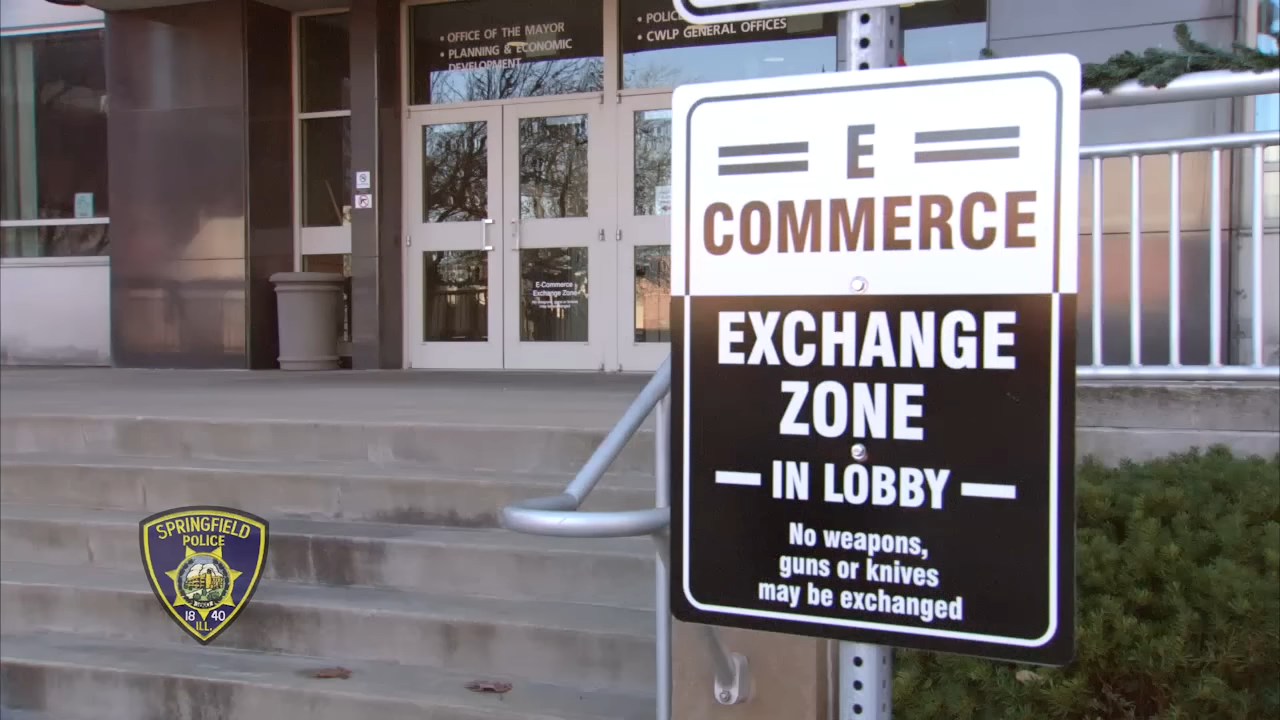 • OFFICE OF THE MAYOR
• PLANNING & ECONOMIC
DEVELOPMENT
• POLICE
• CWLP GENERAL OFFICES
E
COMMERCE
EXCHANGE
ZONE
IN LOBBY
No weapons,
guns or knives
may be exchanged
E-Commerce
Exchange Zone
SPRINGFIELD
POLICE
18 40
ILL.